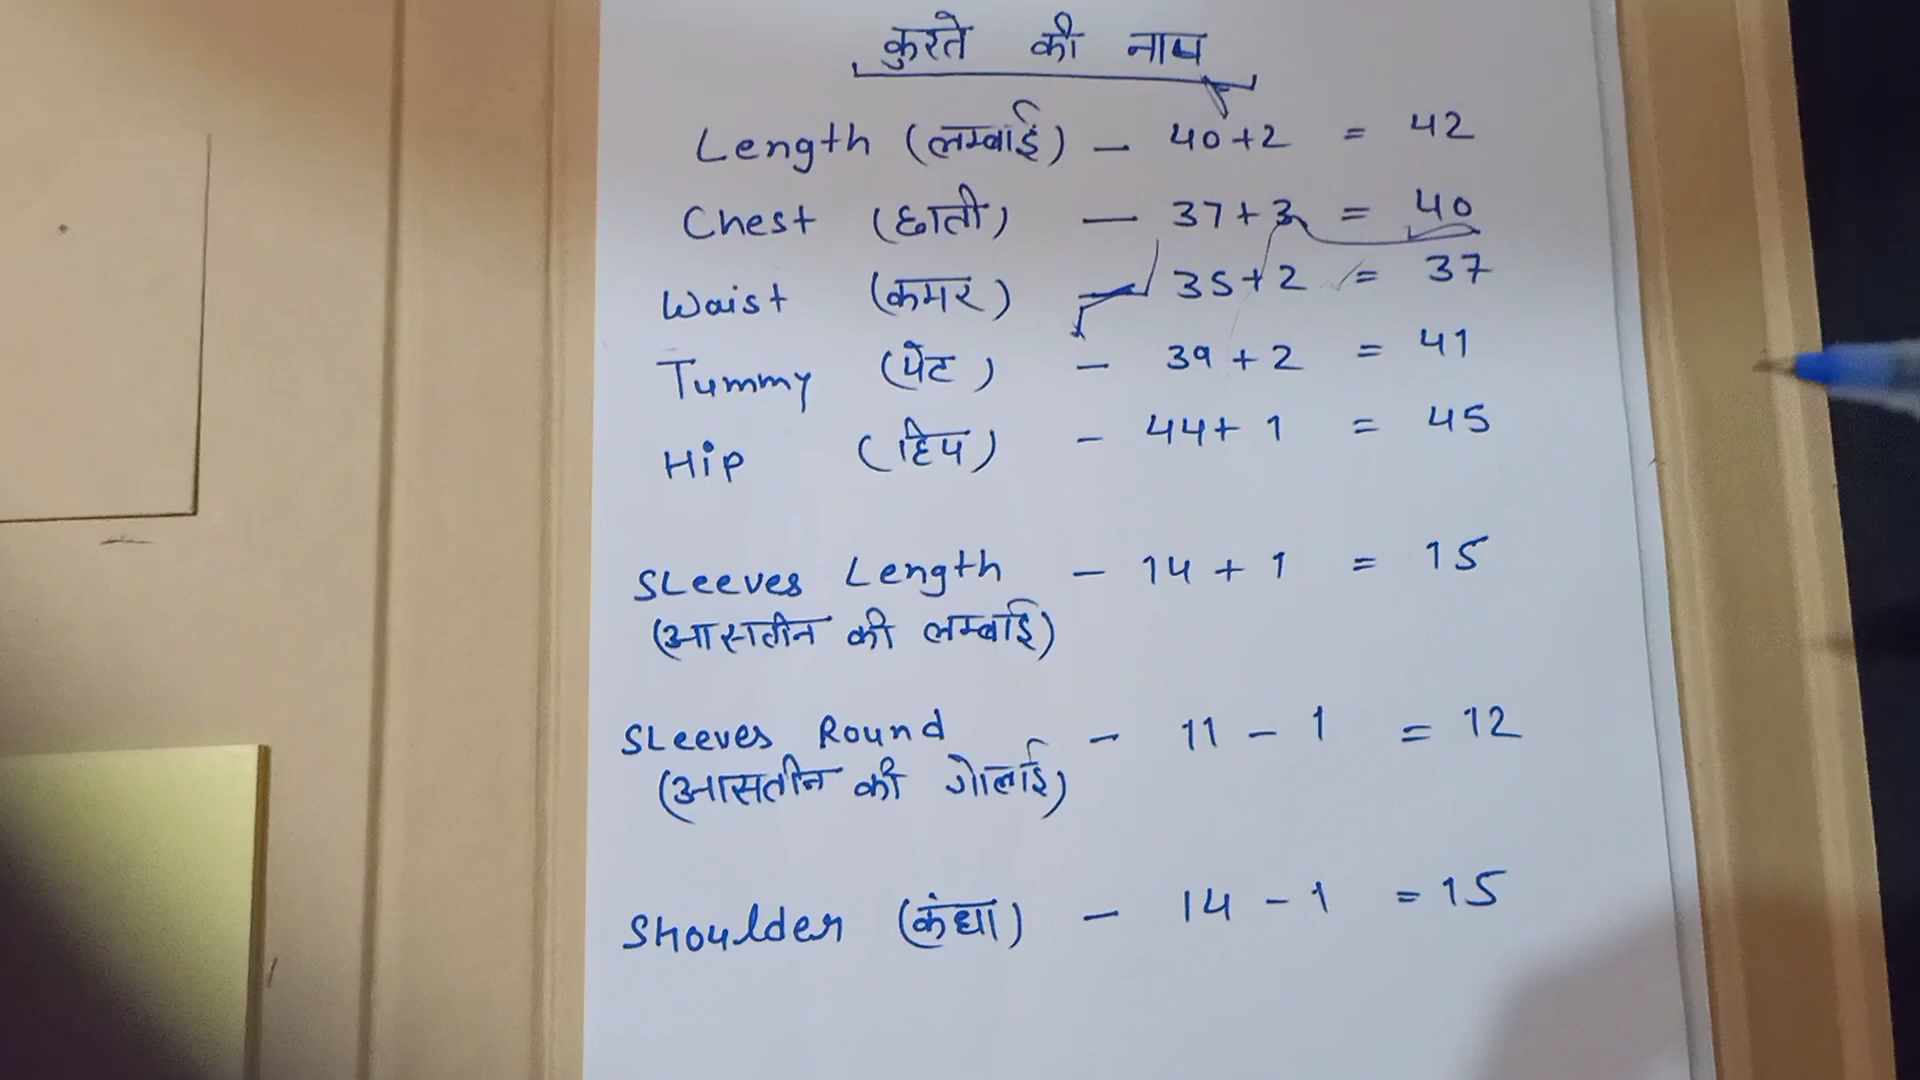 कुरते की नाप
Length (लम्बाई) - 40+2 = 42
Chest (छाती) - 37+3 = 40
Waist (कमर) - 35+2 = 37
Tummy (पेट) - 39+2 = 41
Hip (हिप) - 44+1 = 45
Sleeves Length - 14+1 = 15
(आसतीन की लम्बाई)
Sleeves Round - 11 - 1 = 12
(आसतीन की गोलाई)
Shoulder (कंधा) - 14 - 1 = 15